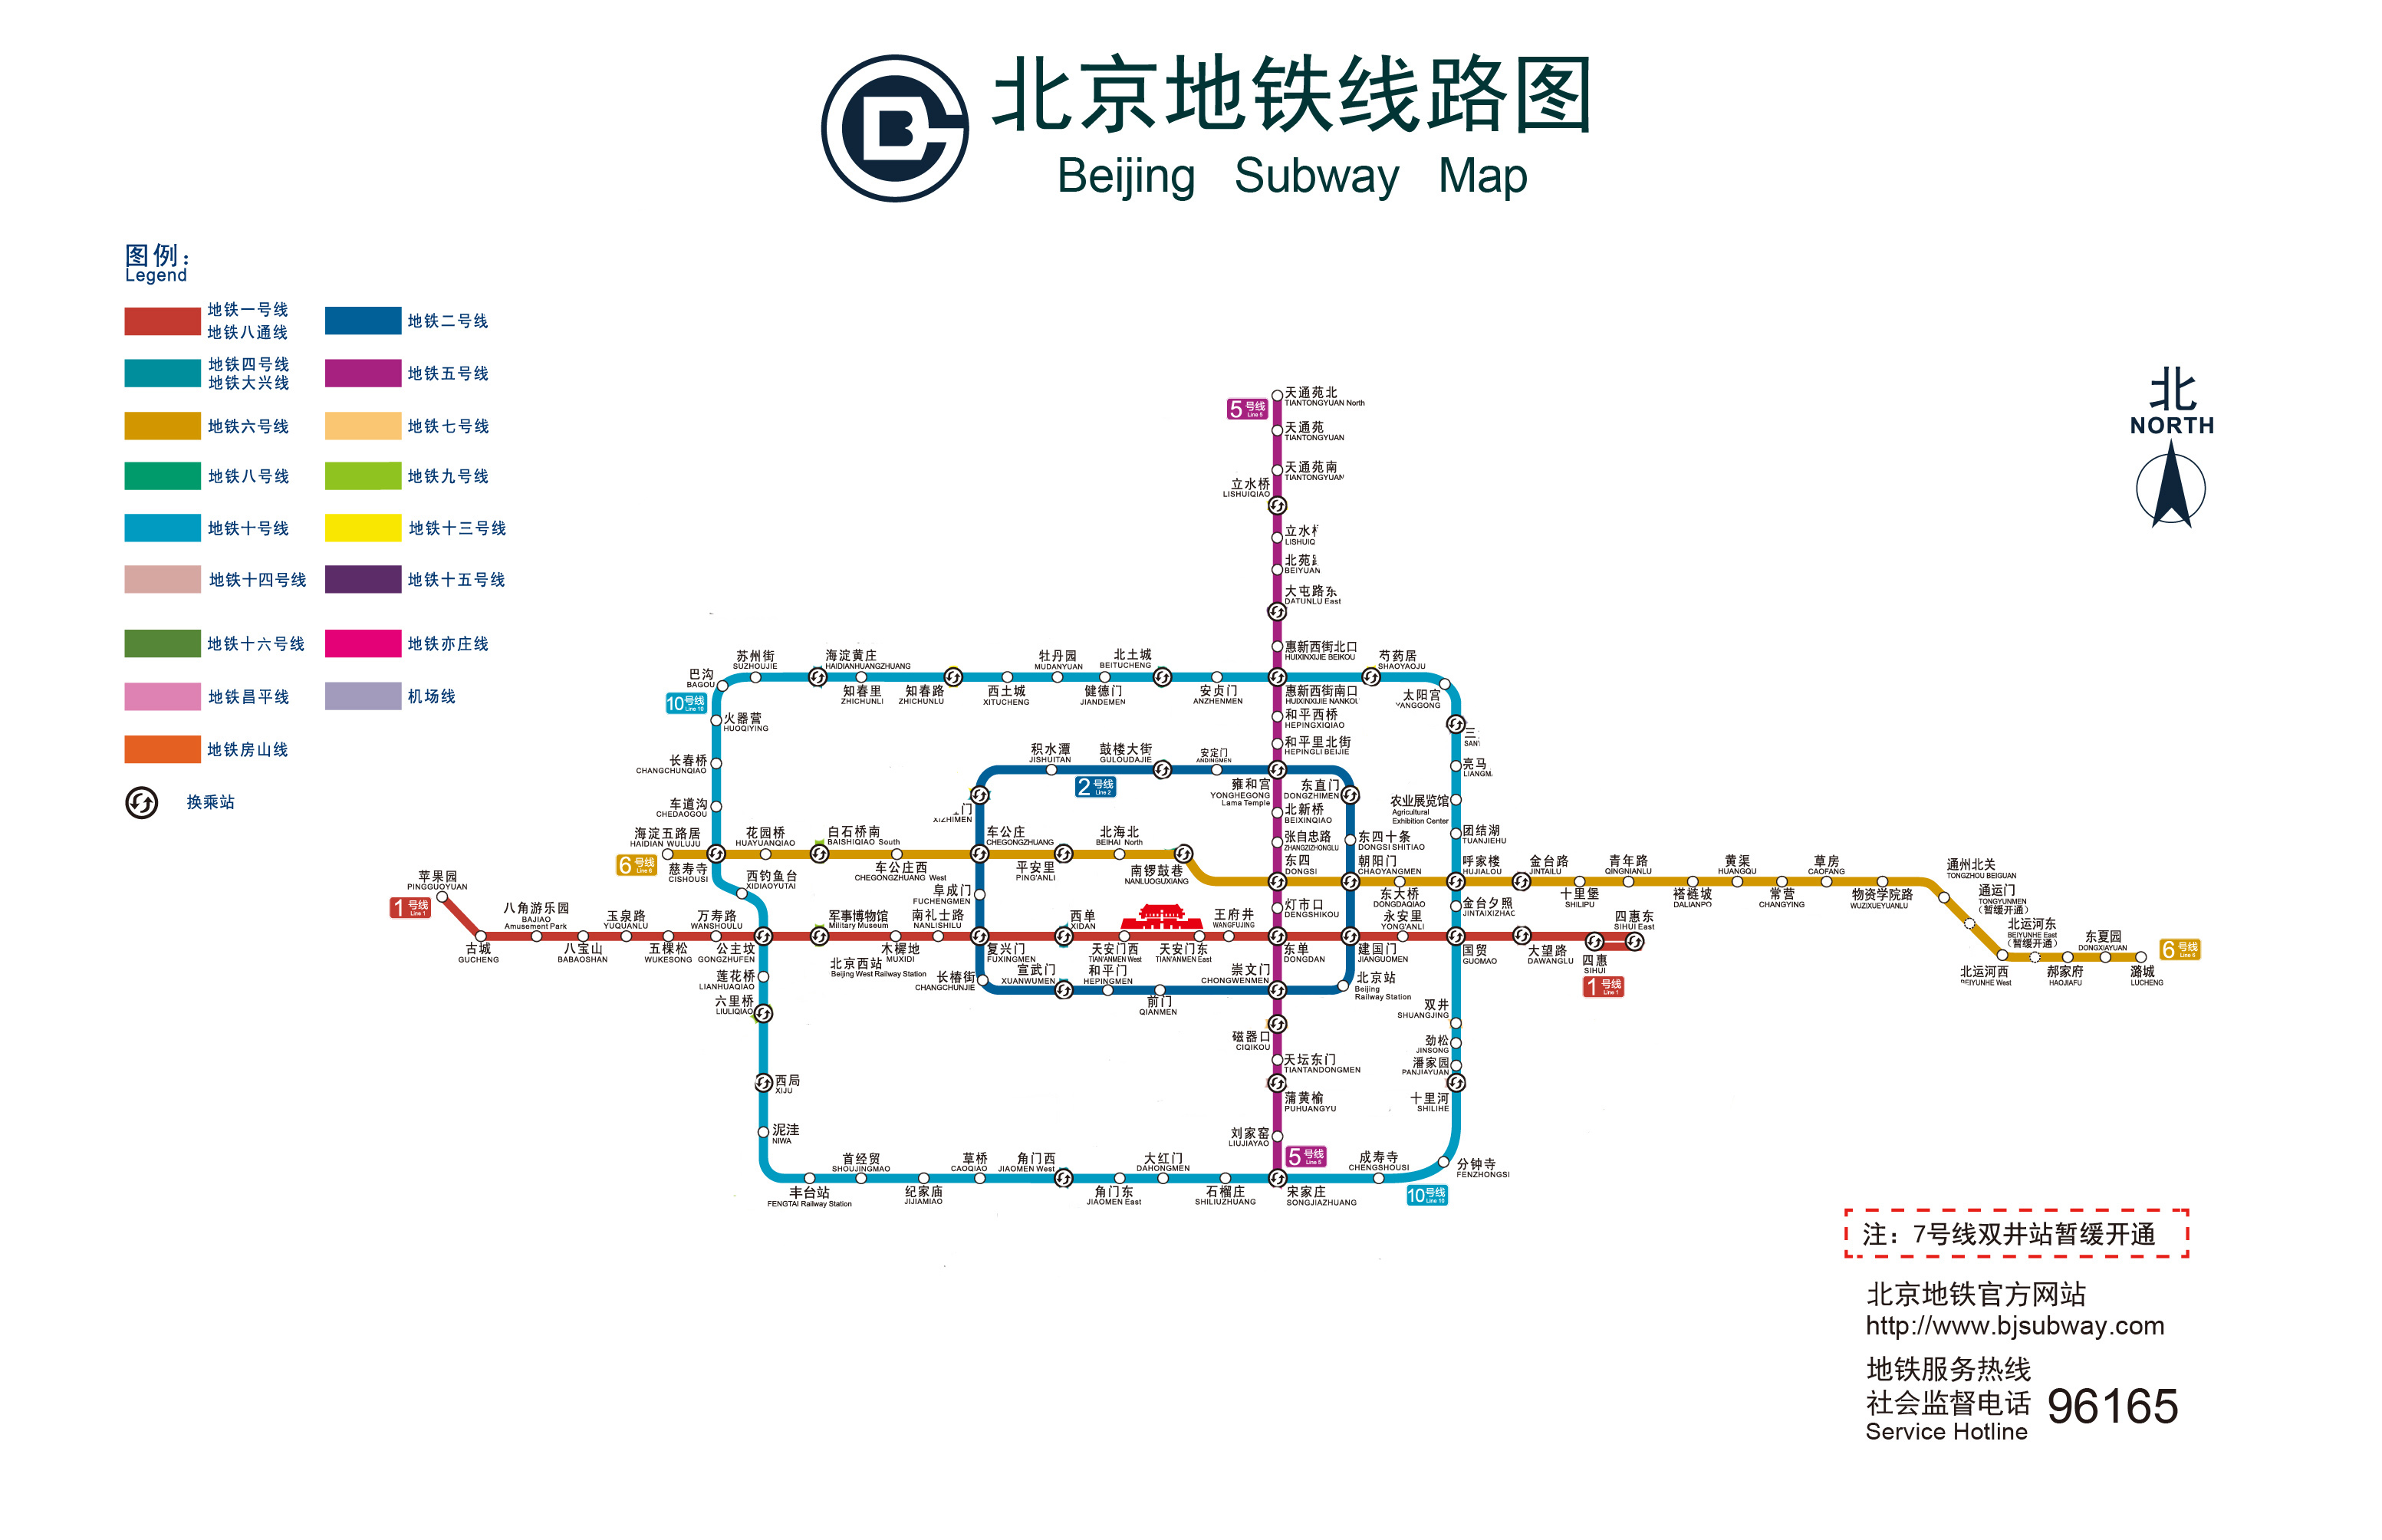 北京地铁线路图
Beijing Subway Map
图例：
Legend
地铁一号线
地铁八通线
地铁二号线
地铁四号线
地铁大兴线
地铁五号线
地铁六号线
地铁七号线
地铁八号线
地铁九号线
地铁十号线
地铁十三号线
地铁十四号线
地铁十五号线
地铁十六号线
地铁亦庄线
地铁昌平线
机场线
地铁房山线
换乘站
北
NORTH
5号线
Line 5
天通苑北
TIANTONGYUAN North
天通苑
TIANTONGYUAN
天通苑南
TIANTONGYUAN
立水桥
LISHUIQIAO
立水
LISHUIQ
北苑
BEIYUAN
大屯路东
DATUNLU East
惠新西街北口
HUIXINXIJIE BEIKOU
惠新西街南口
HUIXINXIJIE NANKOU
和平西桥
HEPINGXIQIAO
和平里北街
HEPINGLI BEIJIE
雍和宫
YONGHEGONG
Lama Temple
北新桥
BEIXINQIAO
张自忠路
ZHANGZIZHONGLU
东四
DONGSI
灯市口
DENGSHIKOU
东单
DONGDAN
崇文门
CHONGWENMEN
磁器口
CIQIKOU
天坛东门
TIANTANDONGMEN
蒲黄榆
PUHUANGYU
刘家窑
LIUJIAYAO
5号线
Line 5
宋家庄
SONGJIAZHUANG
10号线
Line 10
巴沟
BAGOU
苏州街
SUZHOUJIE
海淀黄庄
HAIDIANHUANGZHUANG
知春里
ZHICHUNLI
知春路
ZHICHUNLU
西土城
XITUCHENG
牡丹园
MUDANYUAN
健德门
JIANDEMEN
北土城
BEITUCHENG
安贞门
ANZHENMEN
芍药居
SHAOYAOJU
太阳宫
YANGGONG
三
SAN
亮马
LIANGM
农业展览馆
Agricultural
Exhibition Center
团结湖
TUANJIEHU
呼家楼
HUJIALOU
金台夕照
JINTAIXIZHAO
国贸
GUOMAO
双井
SHUANGJING
劲松
JINSONG
潘家园
PANJIAYUAN
十里河
SHILIHE
分钟寺
FENZHONGSI
成寿寺
CHENGSHOUSI
10号线
Line 10
石榴庄
SHILIUZHUANG
大红门
DAHONGMEN
角门东
JIAOMEN East
角门西
JIAOMEN West
草桥
CAOQIAO
纪家庙
JIJIAMIAO
首经贸
SHOUJINGMAO
丰台站
FENGTAI Railway Station
泥洼
NIWA
西局
XIJU
六里桥
LIULIQIAO
莲花桥
LIANHUAQIAO
公主坟
GONGZHUFEN
西钓鱼台
XIDIAOYUTAI
慈寿寺
CISHOUSI
车道沟
CHEDAOGOU
长春桥
CHANGCHUNQIAO
火器营
HUOQIYING
2号线
Line 2
积水潭
JISHUITAN
鼓楼大街
GULOUDAJIE
安定门
ANDINGMEN
东直门
DONGZHIMEN
东四十条
DONGSI SHITIAO
朝阳门
CHAOYANGMEN
建国门
JIANGUOMEN
北京站
Beijing
Railway Station
前门
QIANMEN
和平门
HEPINGMEN
宣武门
XUANWUMEN
长椿街
CHANGCHUNJIE
复兴门
FUXINGMEN
阜成门
FUCHENGMEN
车公庄
CHEGONGZHUANG
门
XIZHIMEN
6号线
Line 6
海淀五路居
HAIDIAN WULUJU
花园桥
HUAYUANQIAO
白石桥南
BAISHIQIAO South
车公庄西
CHEGONGZHUANG West
平安里
PING'ANLI
北海北
BEIHAI North
南锣鼓巷
NANLUOGUXIANG
东大桥
DONGDAQIAO
金台路
JINTAILU
十里堡
SHILIPU
青年路
QINGNIANLU
褡裢坡
DALIANPO
黄渠
HUANGQU
常营
CHANGYING
草房
CAOFANG
物资学院路
WUZIXUEYUANLU
通州北关
TONGZHOU BEIGUAN
通运门
TONGYUNMEN
（暂缓开通）
北运河西
BEIYUNHE West
北运河东
BEIYUNHE East
（暂缓开通）
郝家府
HAOJIAFU
东夏园
DONGXIAYUAN
潞城
LUCHENG
6号线
Line 6
1号线
Line 1
苹果园
PINGGUOYUAN
古城
GUCHENG
八角游乐园
BAJIAO
Amusement Park
八宝山
BABAOSHAN
玉泉路
YUQUANLU
五棵松
WUKESONG
万寿路
WANSHOULU
军事博物馆
Military Museum
北京西站
Beijing West Railway Station
木樨地
MUXIDI
南礼士路
NANLISHILU
西单
XIDAN
天安门西
TIAN'ANMEN West
天安门东
TIAN'ANMEN East
王府井
WANGFUJING
永安里
YONG'ANLI
大望路
DAWANGLU
四惠
SIHUI
四惠东
SIHUI East
1号线
Line 1
注：7号线双井站暂缓开通
北京地铁官方网站
http://www.bjsubway.com
地铁服务热线
社会监督电话 96165
Service Hotline